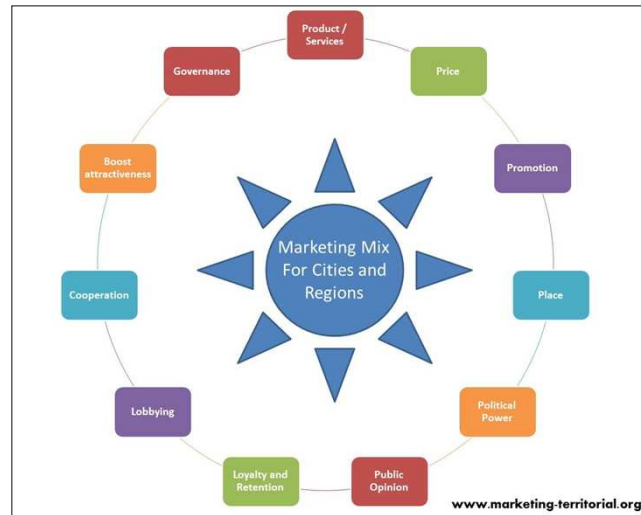 Product /
Services
Price
Promotion
Place
Political
Power
Public
Opinion
Loyalty and
Retention
Lobbying
Cooperation
Boost
attractiveness
Governance
Marketing Mix
For Cities and
Regions
www.marketing-territorial.org